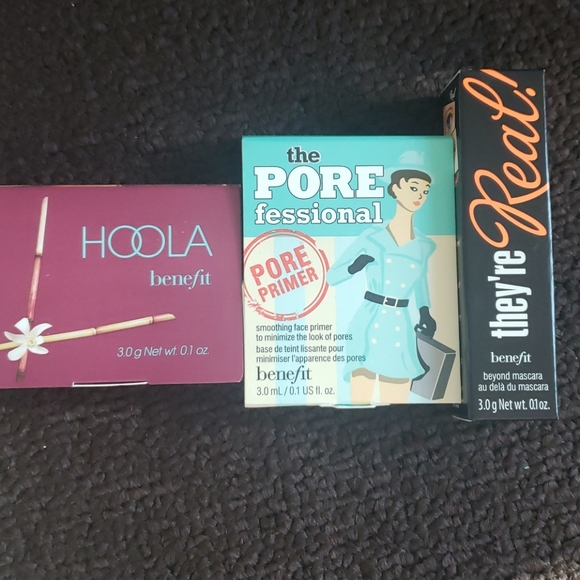 HOOLA
benefit
3.0 g Net wt. 0.1 oz.
the
PORE
fessional
PORE
PRIMER
smoothing face primer
to minimize the look of pores
base de teint lissante pour
minimiser l'apparence des pores
benefit
3.0 mL / 0.1 US fl. oz.
they're Real!
benefit
beyond mascara
au delà du mascara
3.0 g Net wt. 0.1 oz.